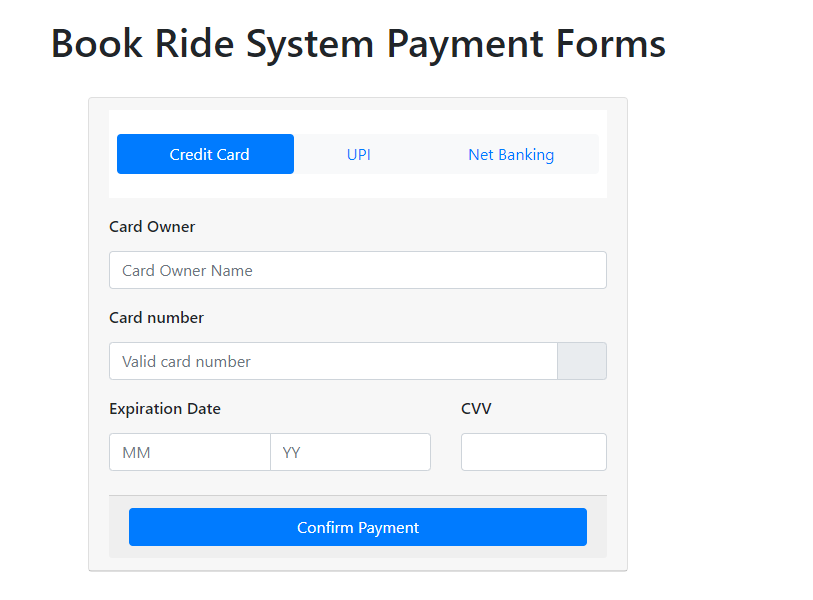 Book Ride System Payment Forms
Credit Card UPI Net Banking
Card Owner
Card Owner Name
Card number
Valid card number
Expiration Date CVV
MM YY
Confirm Payment